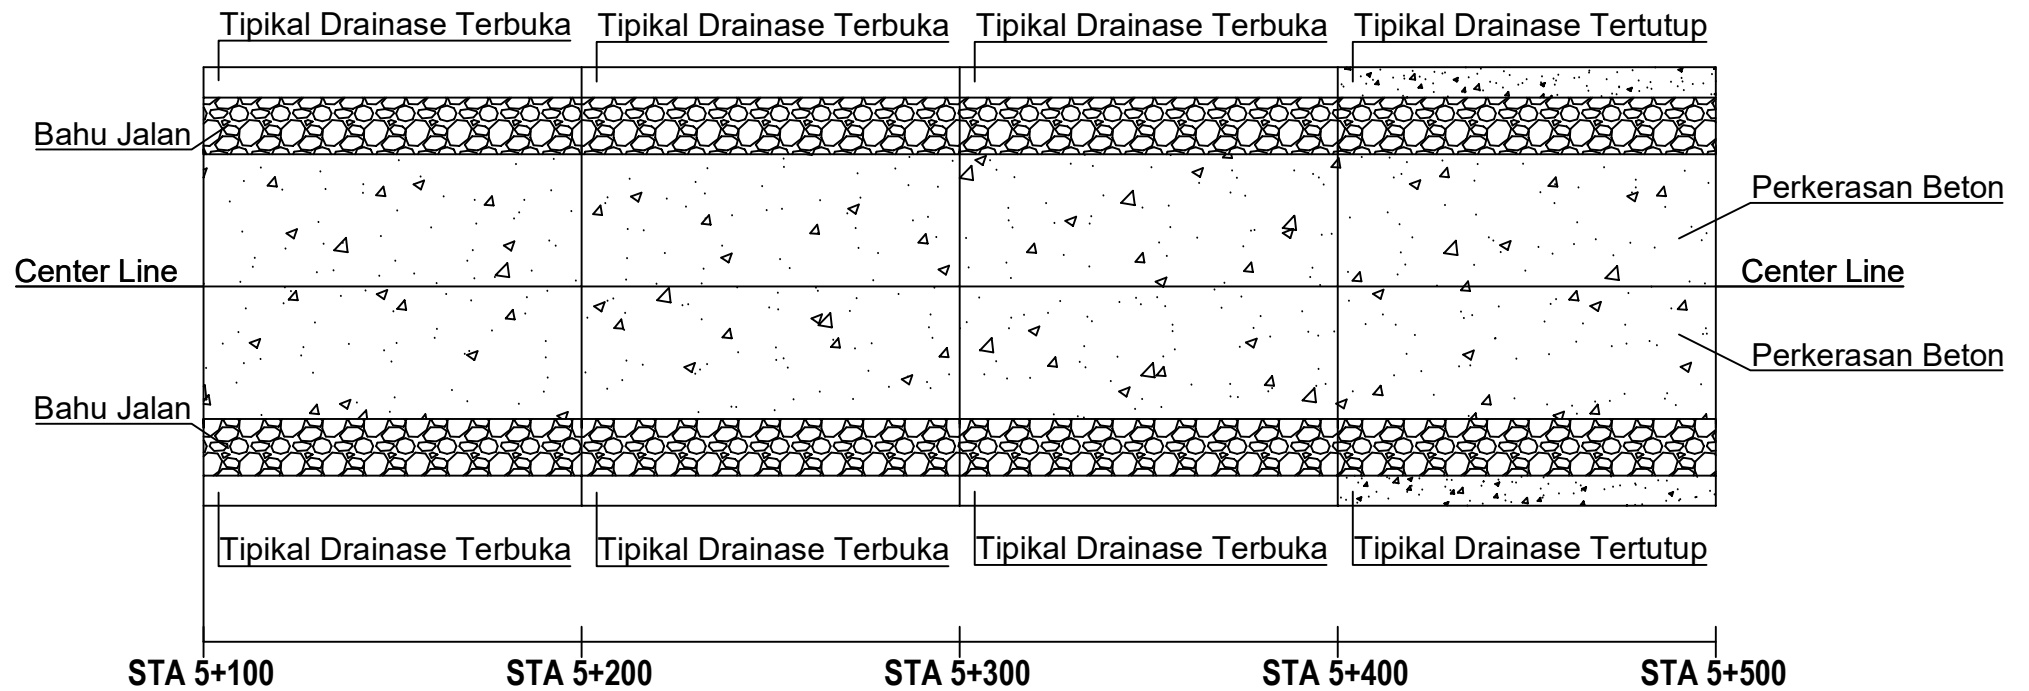 Tipikal Drainase Terbuka
Tipikal Drainase Terbuka
Tipikal Drainase Terbuka
Tipikal Drainase Tertutup
Bahu Jalan
Perkerasan Beton
Center Line
Center Line
Perkerasan Beton
Bahu Jalan
Tipikal Drainase Terbuka
Tipikal Drainase Terbuka
Tipikal Drainase Terbuka
Tipikal Drainase Tertutup
STA 5+100
STA 5+200
STA 5+300
STA 5+400
STA 5+500